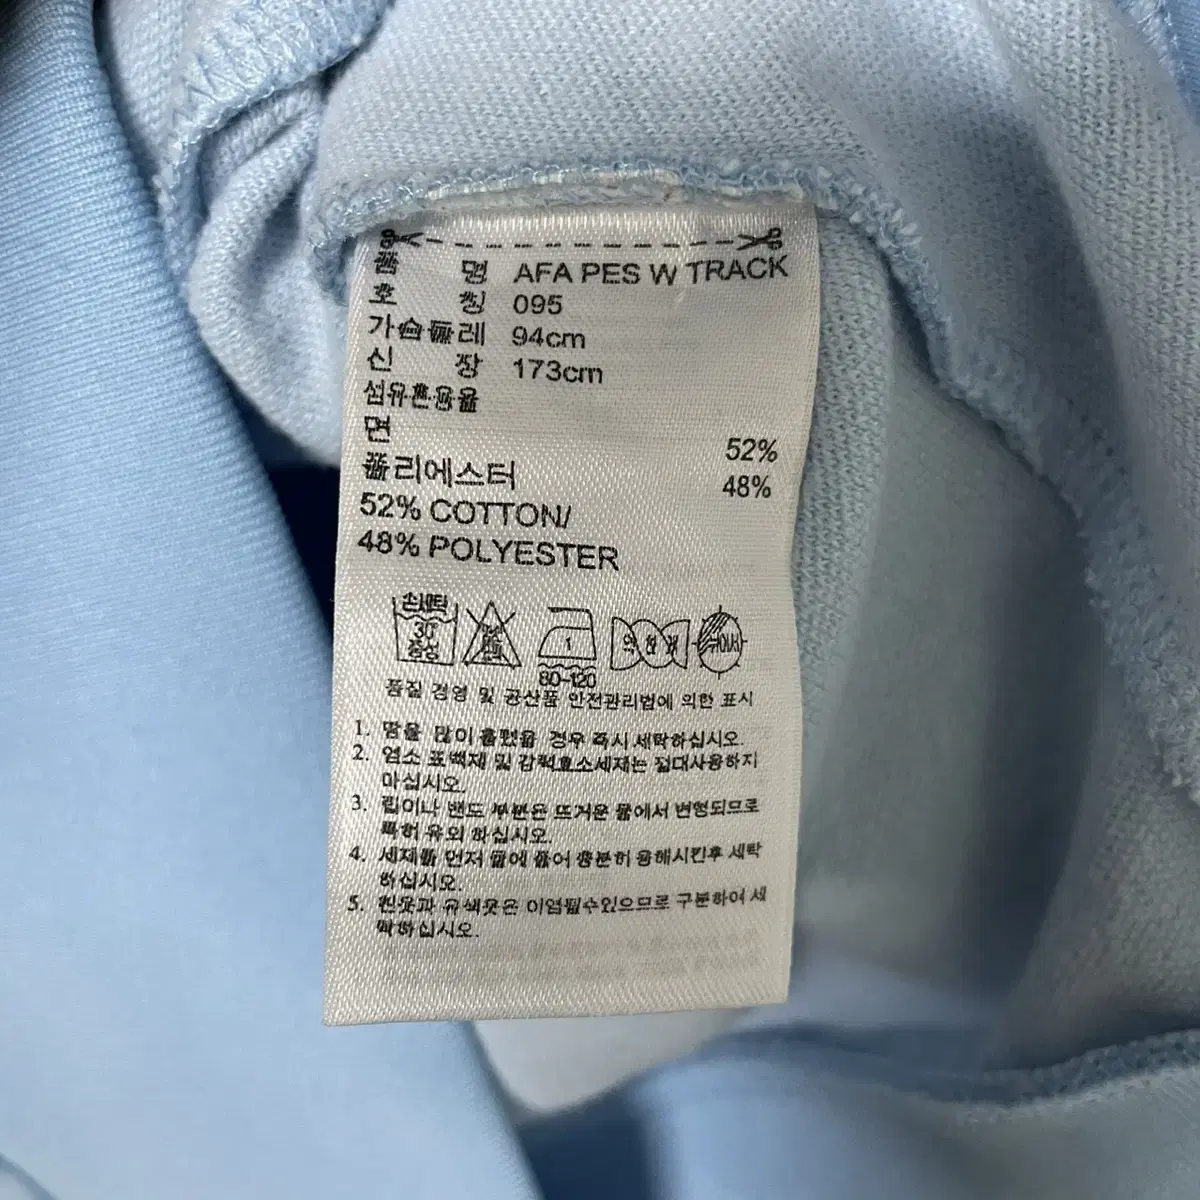 품 명 AFA PES W TRACK
호 칭 095
가슴둘레 94cm
신 장 173cm
섬유혼용율
면 52%
폴리에스터 48%
52% COTTON/
48% POLYESTER
손세탁
30°
중성
1
80-120
드라이
품질 경영 및 공산품 안전관리법에 의한 표시
1. 땀을 많이 흘렸을 경우 즉시 세탁하십시오.
2. 염소 표백제 및 강력효소세제는 절대사용하지
마십시오.
3. 립이나 밴드 부분은 뜨거운 물에서 변형되므로
특히 유의 하십시오.
4. 세제를 먼저 물에 풀어 충분히 용해시킨후 세탁
하십시오.
5. 흰옷과 유색옷은 이염될수있으므로 구분하여 세
탁하십시오.